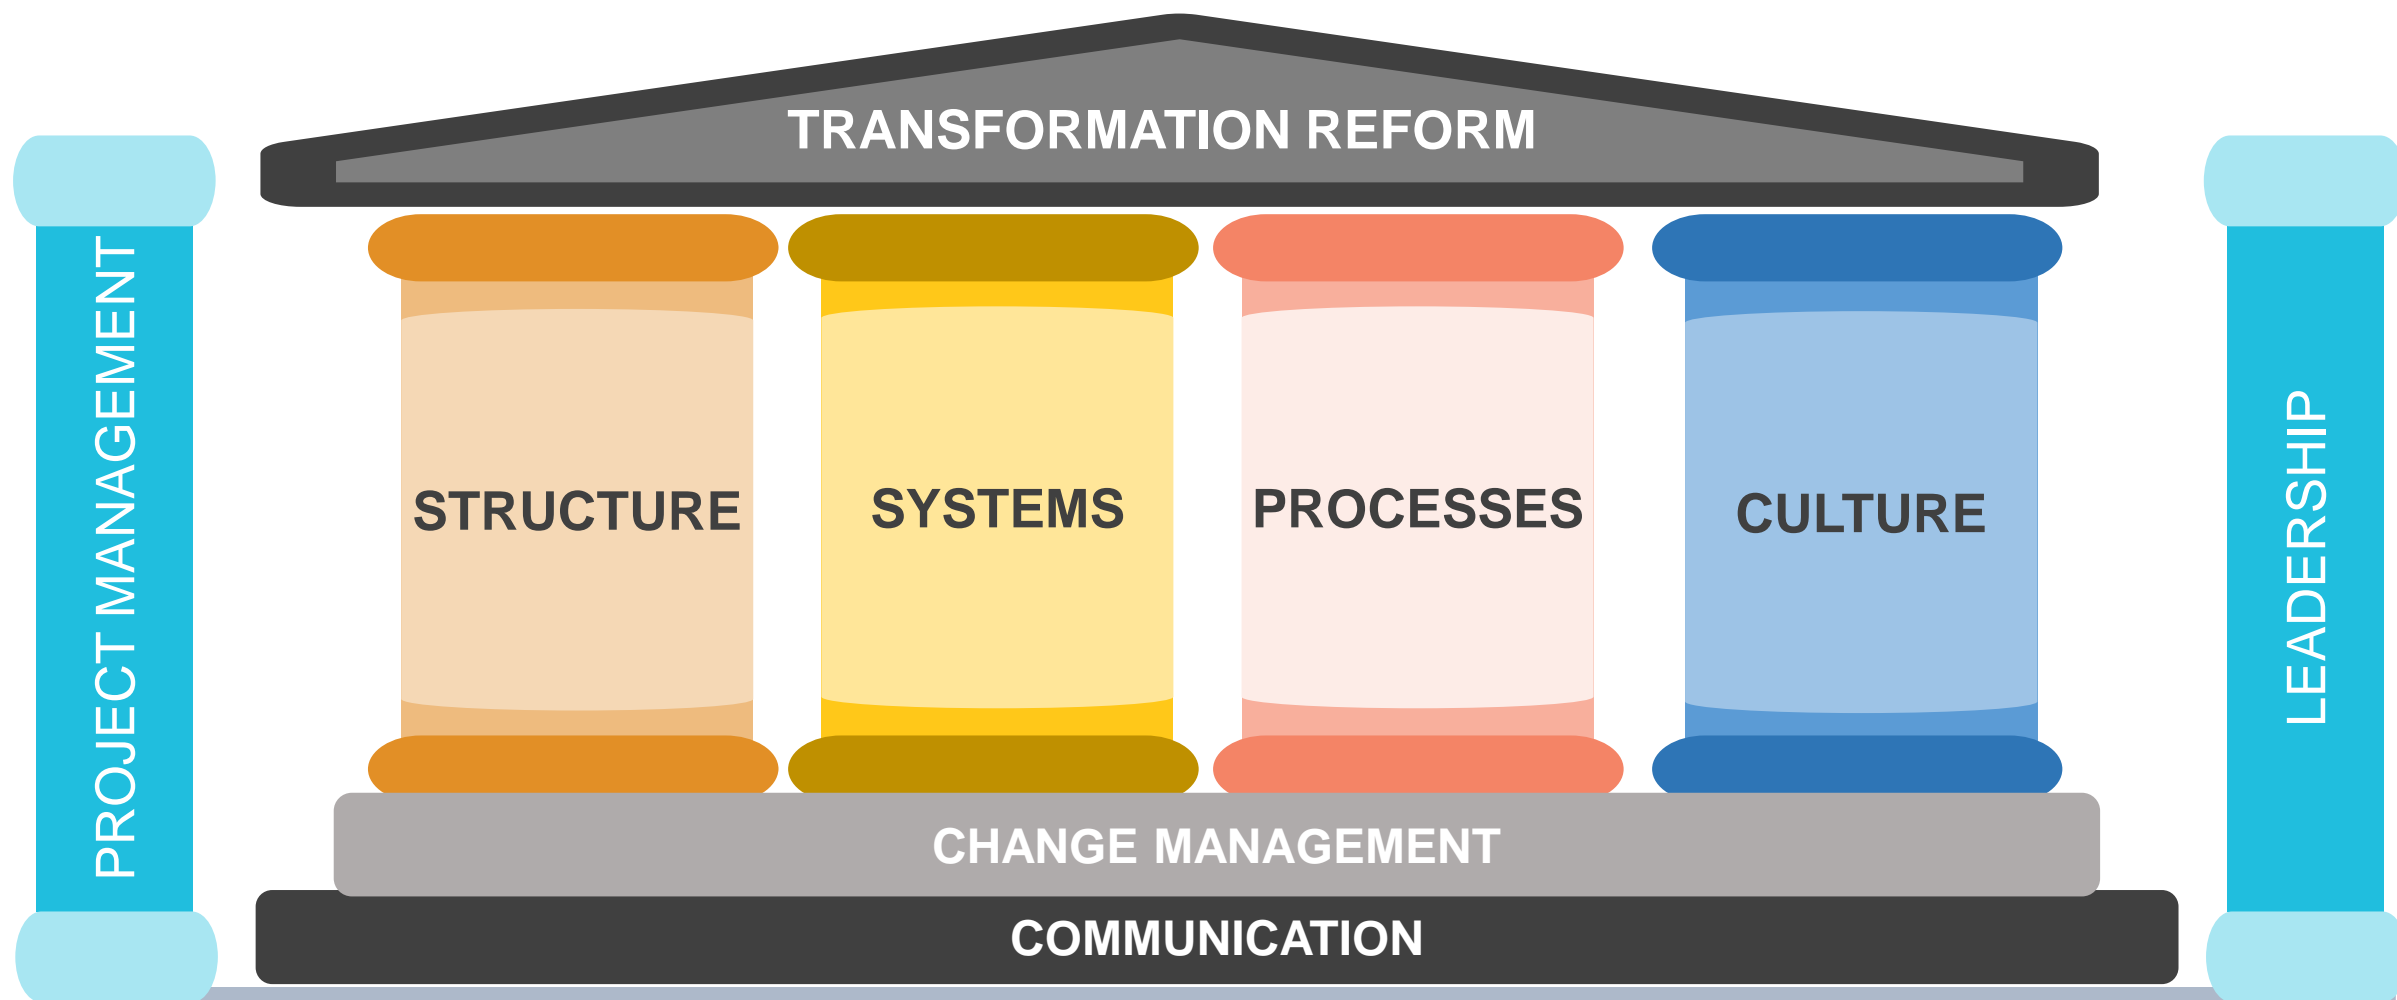 TRANSFORMATION REFORM
PROJECT MANAGEMENT
STRUCTURE
SYSTEMS
PROCESSES
CULTURE
LEADERSHIP
CHANGE MANAGEMENT
COMMUNICATION